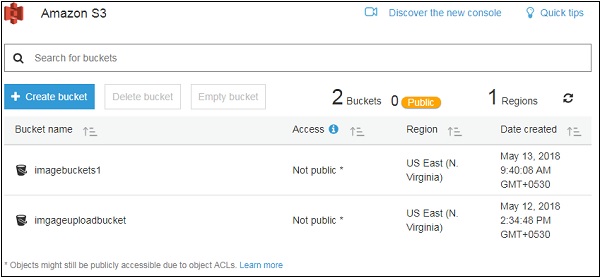 Amazon S3
Discover the new console
Quick tips
Search for buckets
+ Create bucket
Delete bucket
Empty bucket
2 Buckets
0 Public
1 Regions
Bucket name
Access
Region
Date created
imagebuckets1
Not public *
US East (N.
Virginia)
May 13, 2018
9:40:08 AM
GMT+0530
imgageuploadbucket
Not public *
US East (N.
Virginia)
May 12, 2018
2:34:48 PM
GMT+0530
* Objects might still be publicly accessible due to object ACLs. Learn more